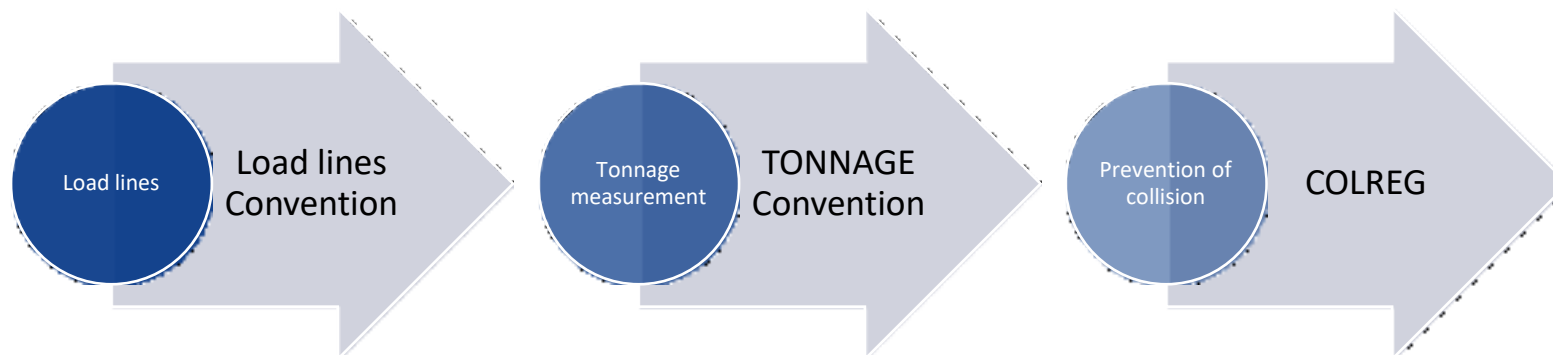 Load lines
Load lines
Convention
Tonnage
measurement
TONNAGE
Convention
Prevention of
collision
COLREG